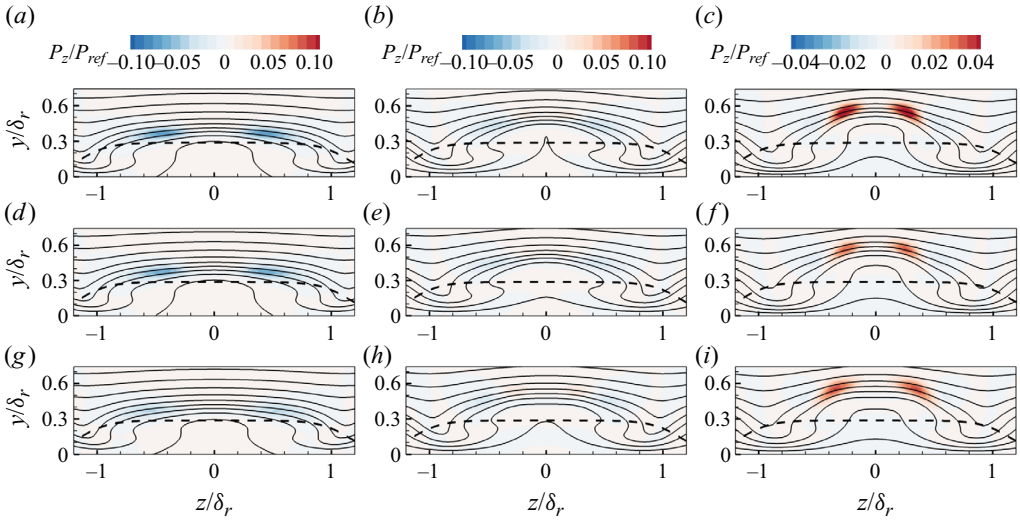 (a) (b) (c)
P_z/P_ref −0.10 −0.05 0 0.05 0.10 P_z/P_ref −0.10 −0.05 0 0.05 0.10 P_z/P_ref −0.04 −0.02 0 0.02 0.04
y/δ_r 0.6 0.3 0
−1 0 1 −1 0 1 −1 0 1
(d) (e) (f)
y/δ_r 0.6 0.3 0
−1 0 1 −1 0 1 −1 0 1
(g) (h) (i)
y/δ_r 0.6 0.3 0
−1 0 1 −1 0 1 −1 0 1
z/δ_r z/δ_r z/δ_r